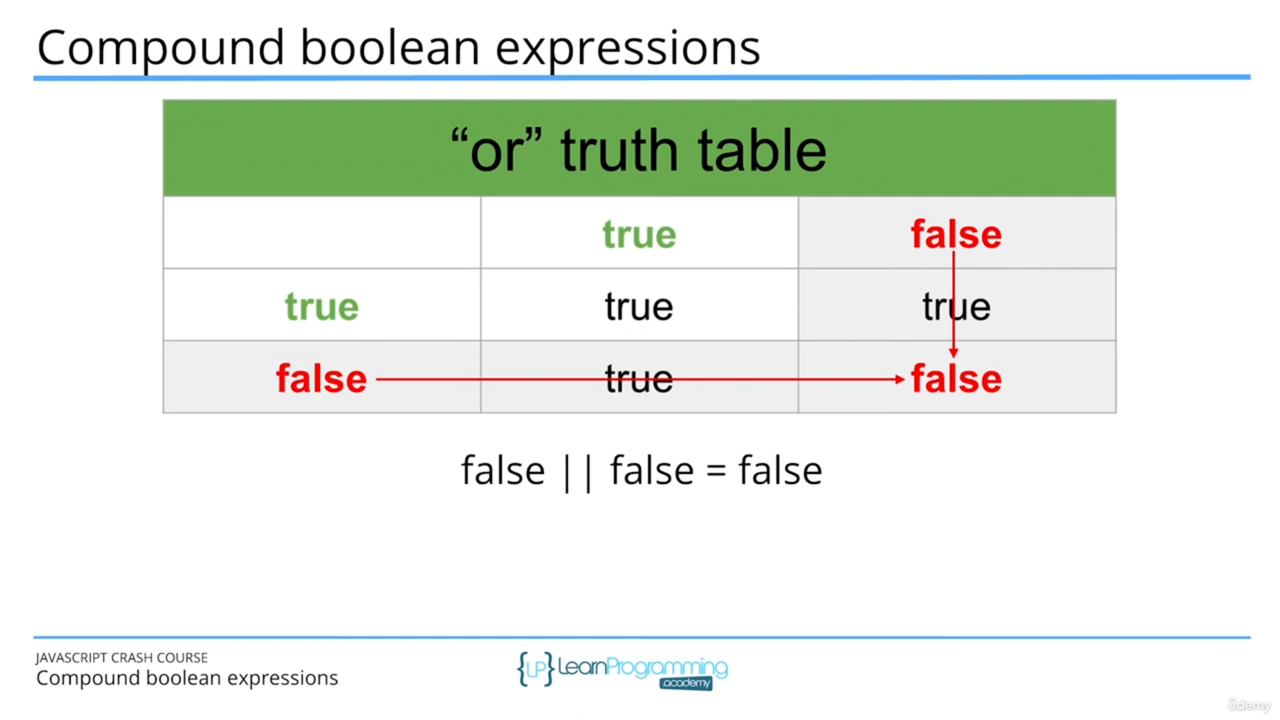 Compound boolean expressions
“or” truth table
true false
true true true
false true false
false || false = false
JAVASCRIPT CRASH COURSE
Compound boolean expressions
{LP} LearnProgramming
academy
ûdemy